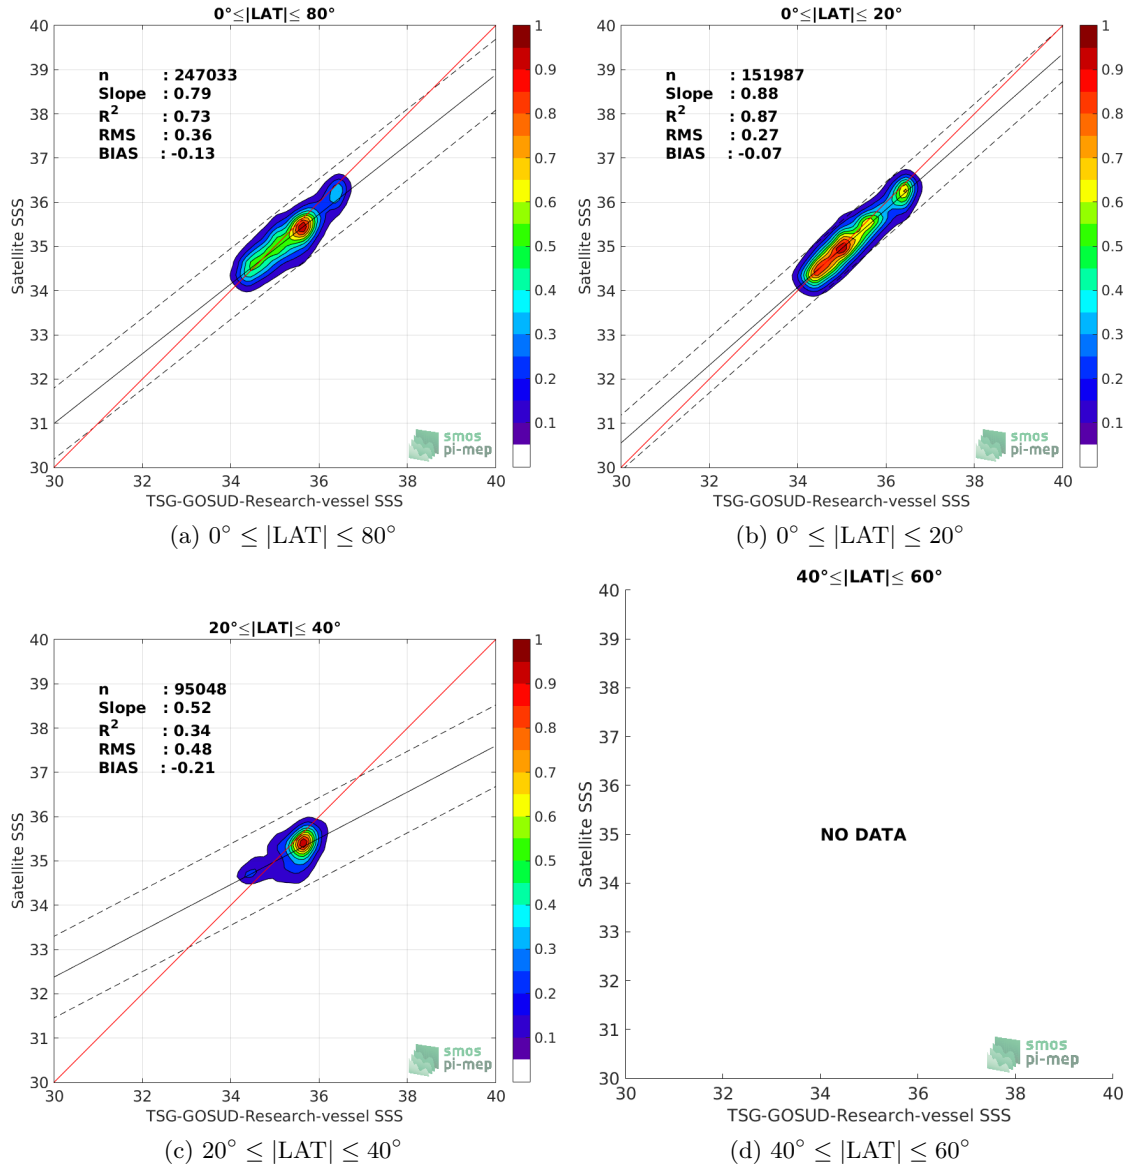 0°≤|LAT|≤ 80°
n : 247033
Slope : 0.79
R2 : 0.73
RMS : 0.36
BIAS : -0.13
40
39
38
37
36
35
34
33
32
31
30
30 32 34 36 38 40
Satellite SSS
TSG-GOSUD-Research-vessel SSS
1
0.9
0.8
0.7
0.6
0.5
0.4
0.3
0.2
0.1
smos
pi-mep
(a) 0° ≤ |LAT| ≤ 80°
0°≤|LAT|≤ 20°
n : 151987
Slope : 0.88
R2 : 0.87
RMS : 0.27
BIAS : -0.07
40
39
38
37
36
35
34
33
32
31
30
30 32 34 36 38 40
Satellite SSS
TSG-GOSUD-Research-vessel SSS
1
0.9
0.8
0.7
0.6
0.5
0.4
0.3
0.2
0.1
smos
pi-mep
(b) 0° ≤ |LAT| ≤ 20°
20°≤|LAT|≤ 40°
n : 95048
Slope : 0.52
R2 : 0.34
RMS : 0.48
BIAS : -0.21
40
39
38
37
36
35
34
33
32
31
30
30 32 34 36 38 40
Satellite SSS
TSG-GOSUD-Research-vessel SSS
1
0.9
0.8
0.7
0.6
0.5
0.4
0.3
0.2
0.1
smos
pi-mep
(c) 20° ≤ |LAT| ≤ 40°
40°≤|LAT|≤ 60°
40
39
38
37
36
35
34
33
32
31
30
30 32 34 36 38 40
Satellite SSS
NO DATA
TSG-GOSUD-Research-vessel SSS
smos
pi-mep
(d) 40° ≤ |LAT| ≤ 60°